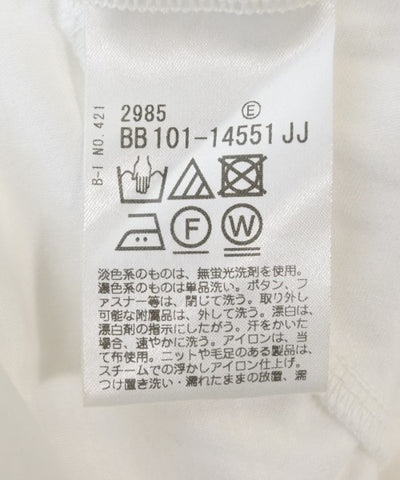 B-I NO. 421
2985 Ⓔ
BB101-14551 JJ
F W
淡色系のものは、無蛍光洗剤を使用。
濃色系のものは単品洗い。ボタン、フ
ァスナー等は、閉じて洗う。取り外し
可能な附属品は、外して洗う。漂白は、
漂白剤の指示にしたがう。汗をかいた
場合、速やかに洗う。アイロンは、当
て布使用。ニットや毛足のある製品は、
スチームでの浮かしアイロン仕上げ。
つけ置き洗い・濡れたままの放置、濡